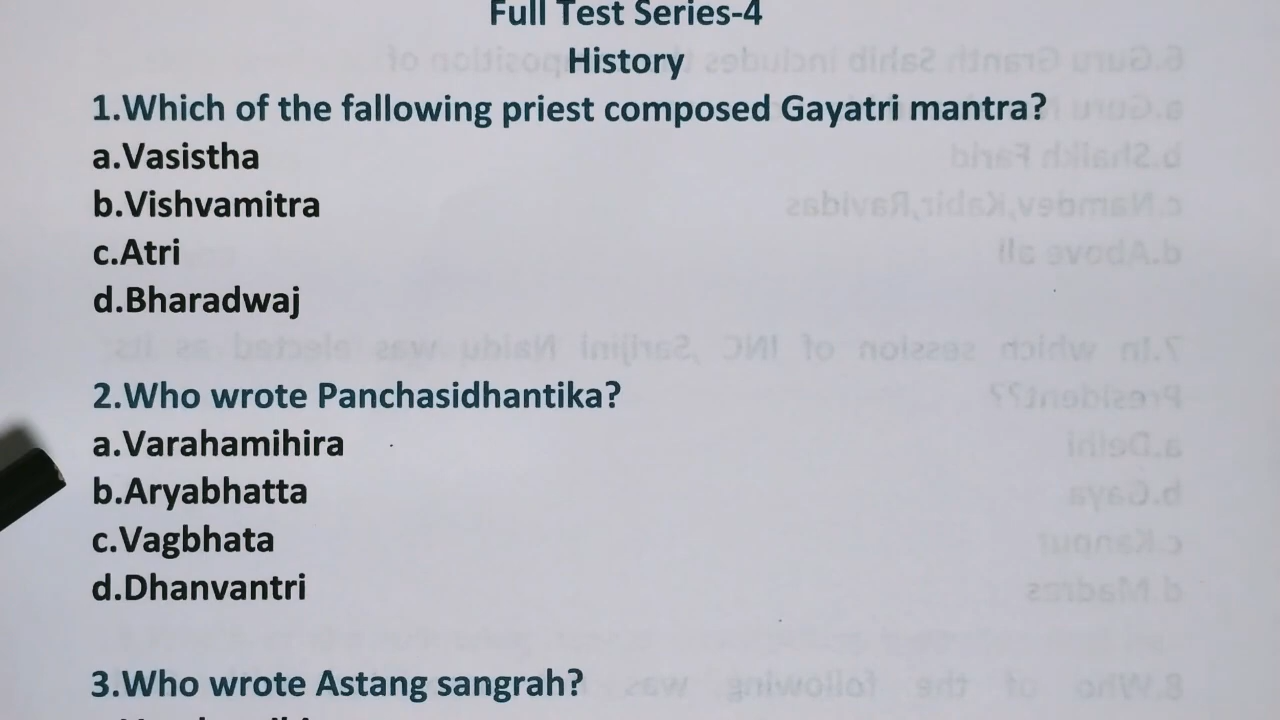 Full Test Series-4
History
1.Which of the fallowing priest composed Gayatri mantra?
a.Vasistha
b.Vishvamitra
c.Atri
d.Bharadwaj
2.Who wrote Panchasidhantika?
a.Varahamihira
b.Aryabhatta
c.Vagbhata
d.Dhanvantri
3.Who wrote Astang sangrah?